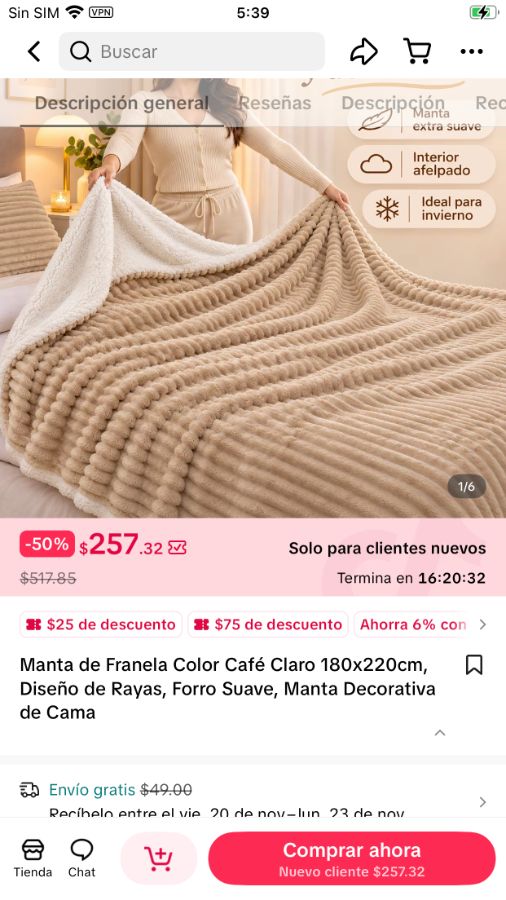 Sin SIM VPN 5:39
Buscar
Descripción general Reseñas Descripción
Manta
extra suave
Interior
afelpado
Ideal para
invierno
1/6
-50% $257.32 Solo para clientes nuevos
$517.85 Termina en 16:20:32
$25 de descuento $75 de descuento Ahorra 6% con
Manta de Franela Color Café Claro 180x220cm,
Diseño de Rayas, Forro Suave, Manta Decorativa
de Cama
Envío gratis $49.00
Recíbelo entre el vie, 20 de nov–lun, 23 de nov
Comprar ahora
Tienda Chat Nuevo cliente $257.32